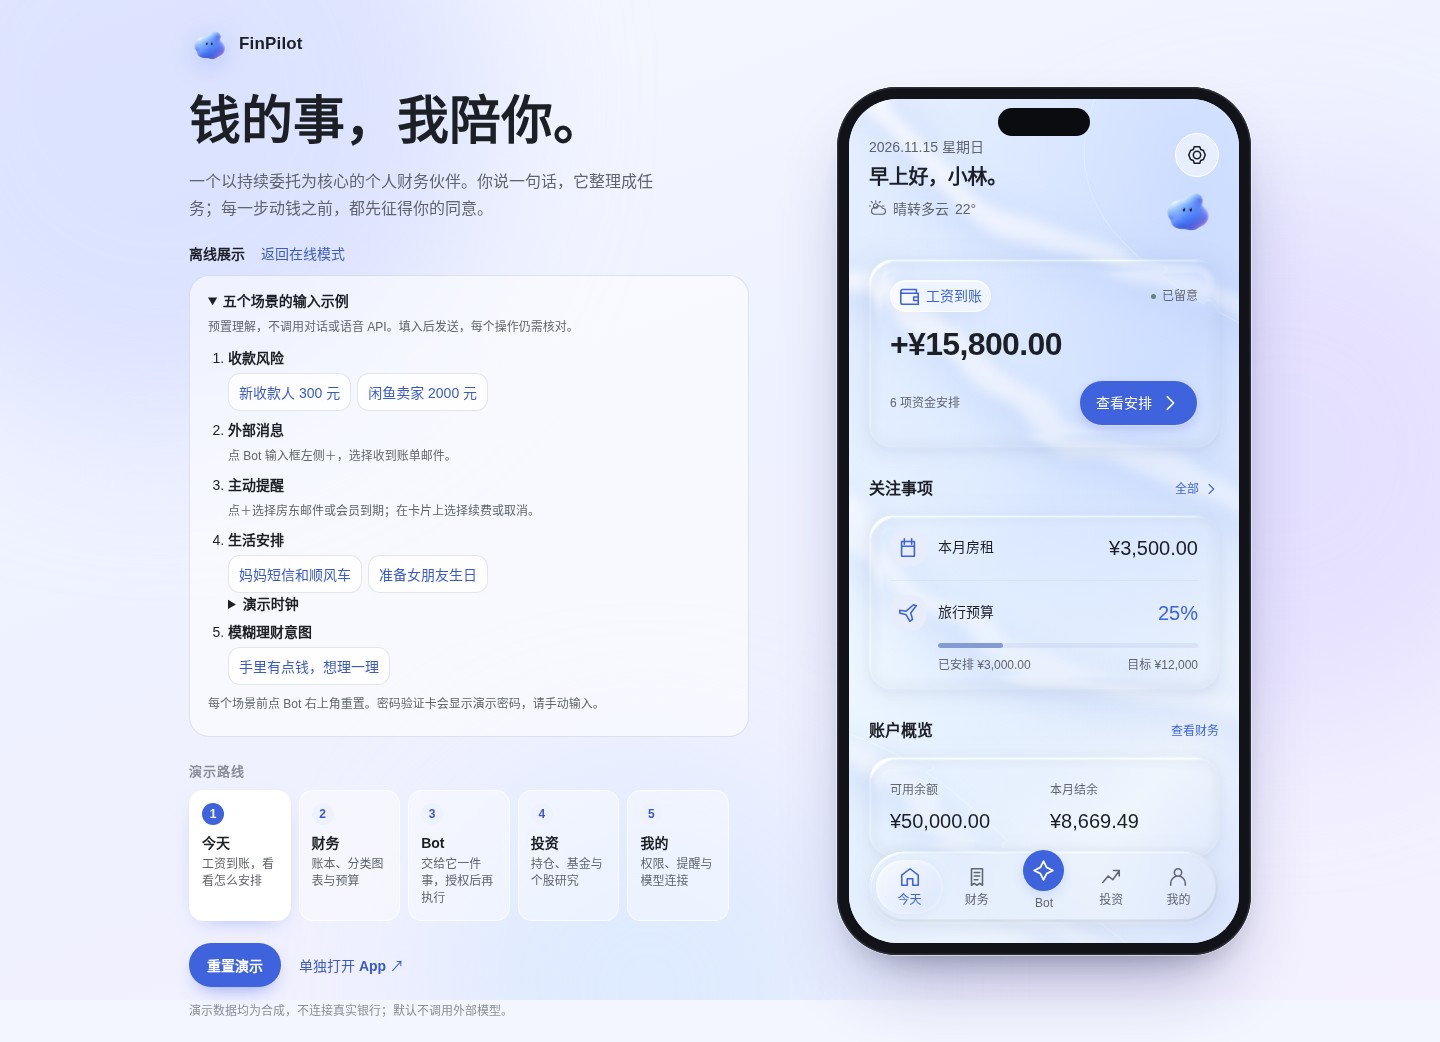 FinPilot
钱的事，我陪你。
一个以持续委托为核心的个人财务伙伴。你说一句话，它整理成任
务；每一步动钱之前，都先征得你的同意。
离线展示 返回在线模式
▼ 五个场景的输入示例
预置理解，不调用对话或语音 API。填入后发送，每个操作仍需核对。
1. 收款风险
新收款人 300 元 闲鱼卖家 2000 元
2. 外部消息
点 Bot 输入框左侧＋，选择收到账单邮件。
3. 主动提醒
点＋选择房东邮件或会员到期；在卡片上选择续费或取消。
4. 生活安排
妈妈短信和顺风车 准备女朋友生日
▶ 演示时钟
5. 模糊理财意图
手里有点钱，想理一理
每个场景前点 Bot 右上角重置。密码验证卡会显示演示密码，请手动输入。
演示路线
1
今天
工资到账，看
看怎么安排
2
财务
账本、分类图
表与预算
3
Bot
交给它一件
事，授权后再
执行
4
投资
持仓、基金与
个股研究
5
我的
权限、提醒与
模型连接
重置演示 单独打开 App ↗
演示数据均为合成，不连接真实银行；默认不调用外部模型。
2026.11.15 星期日
早上好，小林。
晴转多云 22°
工资到账 已留意
+¥15,800.00
6 项资金安排 查看安排
关注事项 全部
本月房租 ¥3,500.00
旅行预算 25%
已安排 ¥3,000.00 目标 ¥12,000
账户概览 查看财务
可用余额 本月结余
¥50,000.00 ¥8,669.49
今天 财务 Bot 投资 我的